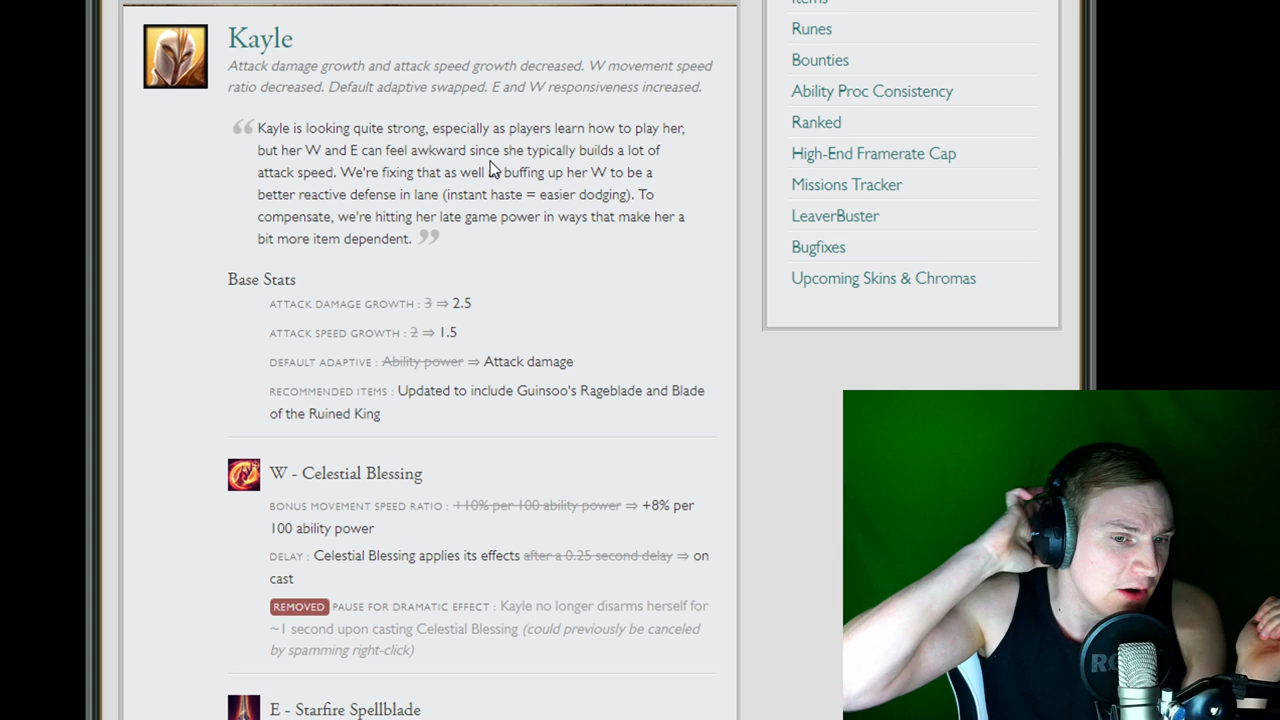 Kayle
Attack damage growth and attack speed growth decreased. W movement speed
ratio decreased. Default adaptive swapped. E and W responsiveness increased.
“ Kayle is looking quite strong, especially as players learn how to play her,
but her W and E can feel awkward since she typically builds a lot of
attack speed. We're fixing that as well buffing up her W to be a
better reactive defense in lane (instant haste = easier dodging). To
compensate, we're hitting her late game power in ways that make her a
bit more item dependent. ”
Base Stats
ATTACK DAMAGE GROWTH : 3 ⇒ 2.5
ATTACK SPEED GROWTH : 2 ⇒ 1.5
DEFAULT ADAPTIVE : Ability power ⇒ Attack damage
RECOMMENDED ITEMS : Updated to include Guinsoo's Rageblade and Blade
of the Ruined King
W - Celestial Blessing
BONUS MOVEMENT SPEED RATIO : +10% per 100 ability power ⇒ +8% per
100 ability power
DELAY : Celestial Blessing applies its effects after a 0.25 second delay ⇒ on
cast
REMOVED PAUSE FOR DRAMATIC EFFECT : Kayle no longer disarms herself for
~1 second upon casting Celestial Blessing (could previously be canceled
by spamming right-click)
E - Starfire Spellblade
Items
Runes
Bounties
Ability Proc Consistency
Ranked
High-End Framerate Cap
Missions Tracker
LeaverBuster
Bugfixes
Upcoming Skins & Chromas